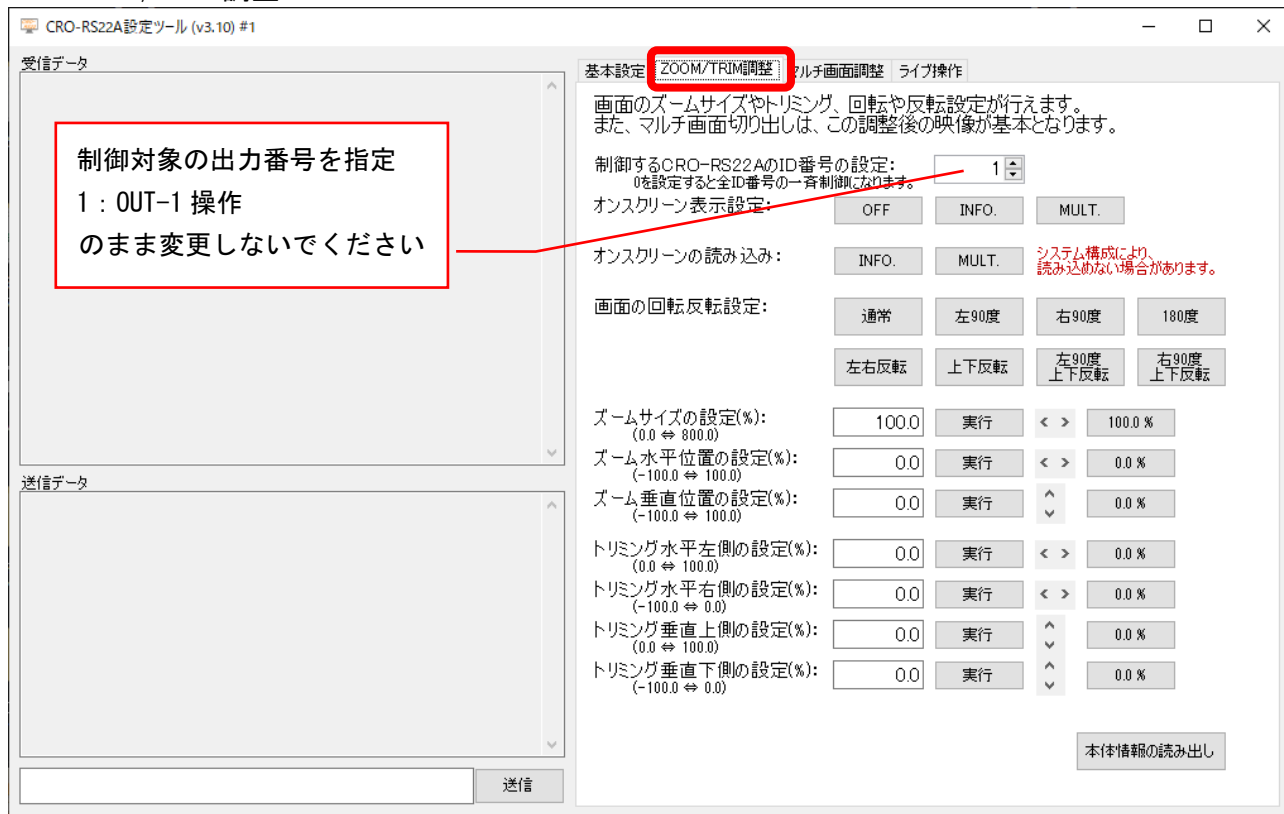 CRO-RS22A設定ツール (v3.10) #1
受信データ
制御対象の出力番号を指定
1：OUT-1 操作
のまま変更しないでください
送信データ
送信
基本設定 ZOOM/TRIM調整 マルチ画面調整 ライブ操作
画面のズームサイズやトリミング、回転や反転設定が行えます。
また、マルチ画面切り出しは、この調整後の映像が基本となります。
制御するCRO-RS22AのID番号の設定： 1
0を設定すると全ID番号の一斉制御になります。
オンスクリーン表示設定： OFF INFO. MULT.
オンスクリーンの読み込み： INFO. MULT. システム構成により、
読み込めない場合があります。
画面の回転反転設定： 通常 左90度 右90度 180度
左右反転 上下反転 左90度 右90度
上下反転 上下反転
ズームサイズの設定(%)： 100.0 実行 < > 100.0 %
(0.0 ⇔ 800.0)
ズーム水平位置の設定(%)： 0.0 実行 < > 0.0 %
(-100.0 ⇔ 100.0)
ズーム垂直位置の設定(%)： 0.0 実行 0.0 %
(-100.0 ⇔ 100.0)
トリミング水平左側の設定(%)： 0.0 実行 < > 0.0 %
(0.0 ⇔ 100.0)
トリミング水平右側の設定(%)： 0.0 実行 < > 0.0 %
(-100.0 ⇔ 0.0)
トリミング垂直上側の設定(%)： 0.0 実行 0.0 %
(0.0 ⇔ 100.0)
トリミング垂直下側の設定(%)： 0.0 実行 0.0 %
(-100.0 ⇔ 0.0)
本体情報の読み出し